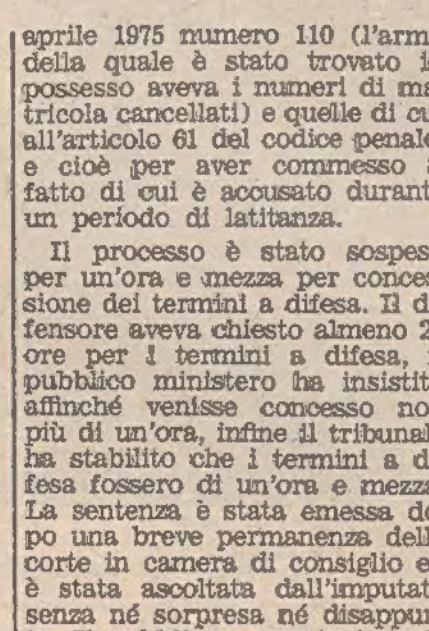 aprile 1975 numero 110 (l'arm
della quale è stato trovato i
possesso aveva i numeri di ma
tricola cancellati) e quelle di cu
all'articolo 61 del codice penale
e cioè per aver commesso
fatto di cui è accusato durant
un periodo di latitanza.
Il processo è stato sospes
per un'ora e mezza per conces
sione dei termini a difesa. Il d
fensore aveva chiesto almeno 2
ore per i termini a difesa, i
pubblico ministero ha insistit
affinché venisse concesso no
più di un'ora, infine il tribunal
ha stabilito che i termini a d
fesa fossero di un'ora e mezza
La sentenza è stata emessa do
po una breve permanenza dell
corte in camera di consiglio e
è stata ascoltata dall'imputat
senza né sorpresa né disappu